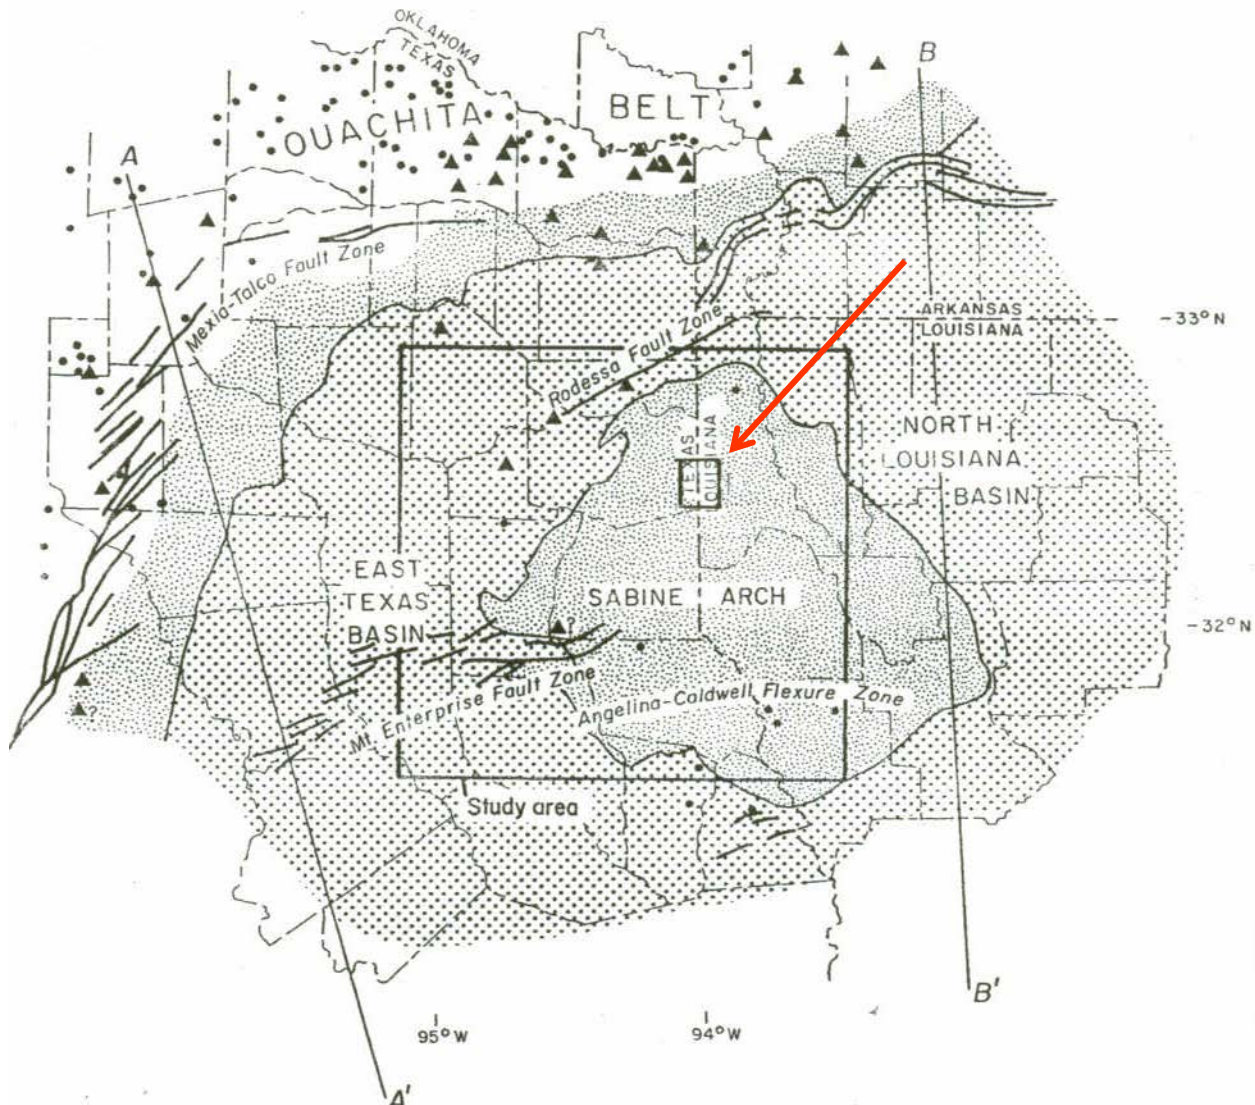 OKLAHOMA
TEXAS
B
OUACHITA BELT
A
Mexia-Talco Fault Zone
ARKANSAS
LOUISIANA
-33°N
Rodessa Fault Zone
TEXAS
LOUISIANA
NORTH
LOUISIANA
BASIN
EAST
TEXAS
BASIN
SABINE ARCH
?
-32°N
Mt. Enterprise Fault Zone
Angelina-Caldwell Flexure Zone
?
Study area
B'
95°W
94°W
A'